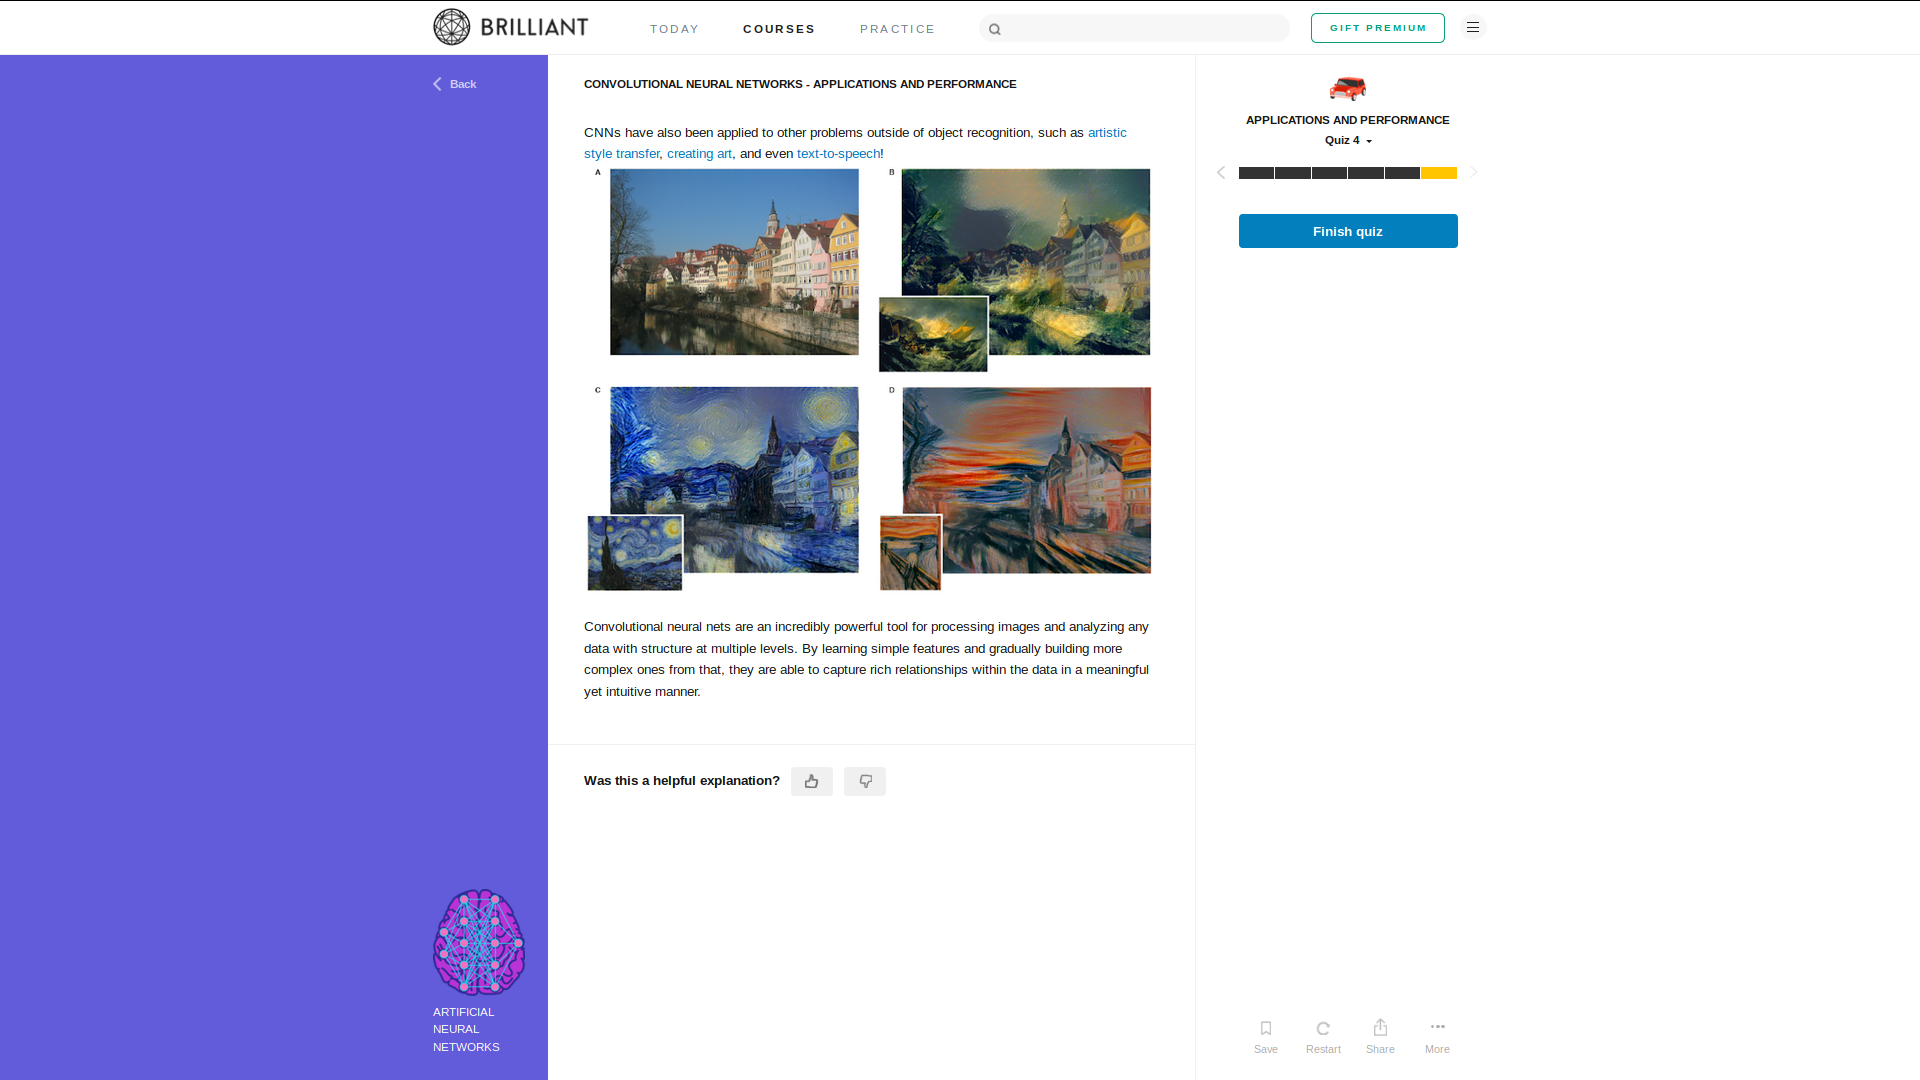 BRILLIANT
TODAY
COURSES
PRACTICE
GIFT PREMIUM
Back
CONVOLUTIONAL NEURAL NETWORKS - APPLICATIONS AND PERFORMANCE
CNNs have also been applied to other problems outside of object recognition, such as artistic
style transfer, creating art, and even text-to-speech!
A
B
C
D
Convolutional neural nets are an incredibly powerful tool for processing images and analyzing any
data with structure at multiple levels. By learning simple features and gradually building more
complex ones from that, they are able to capture rich relationships within the data in a meaningful
yet intuitive manner.
Was this a helpful explanation?
APPLICATIONS AND PERFORMANCE
Quiz 4
Finish quiz
ARTIFICIAL
NEURAL
NETWORKS
Save
Restart
Share
More